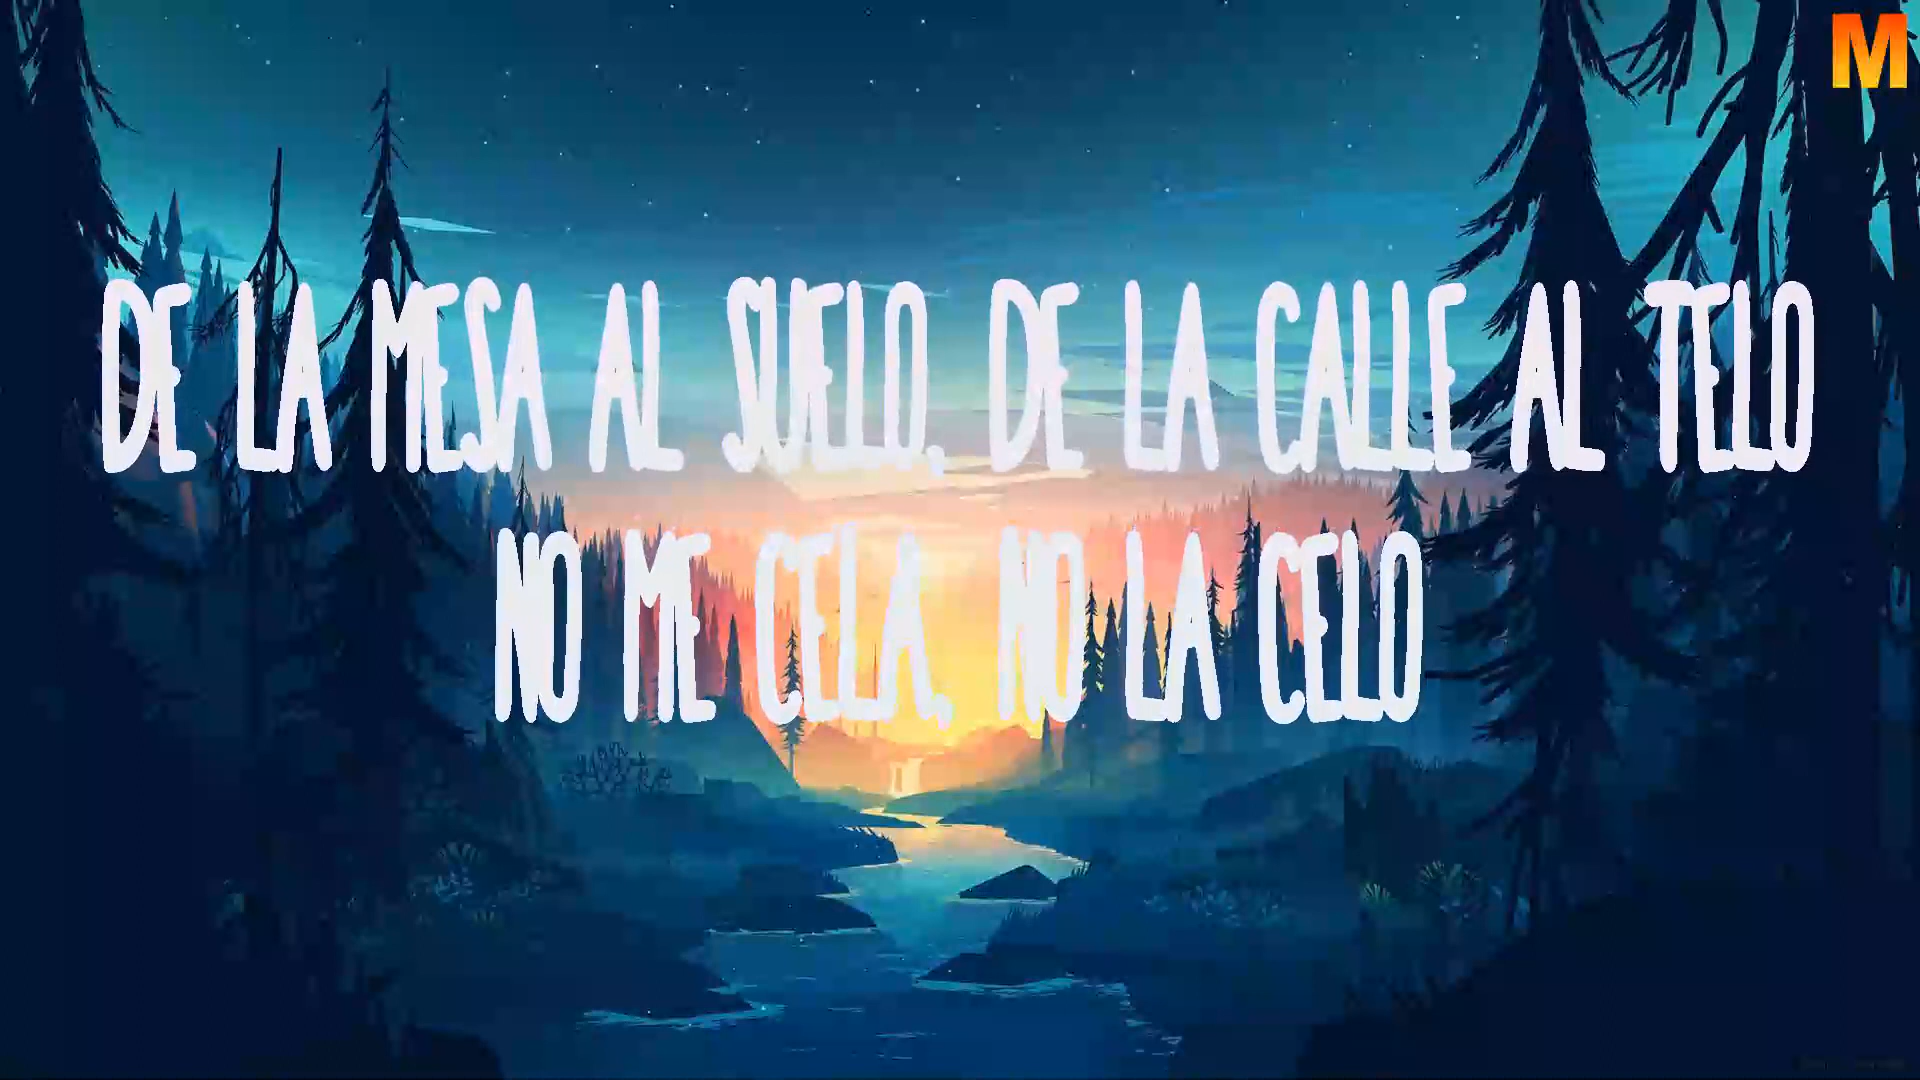 M
DE LA MESA AL SUELO, DE LA CALLE AL TELO
NO ME CELA, NO LA CELO